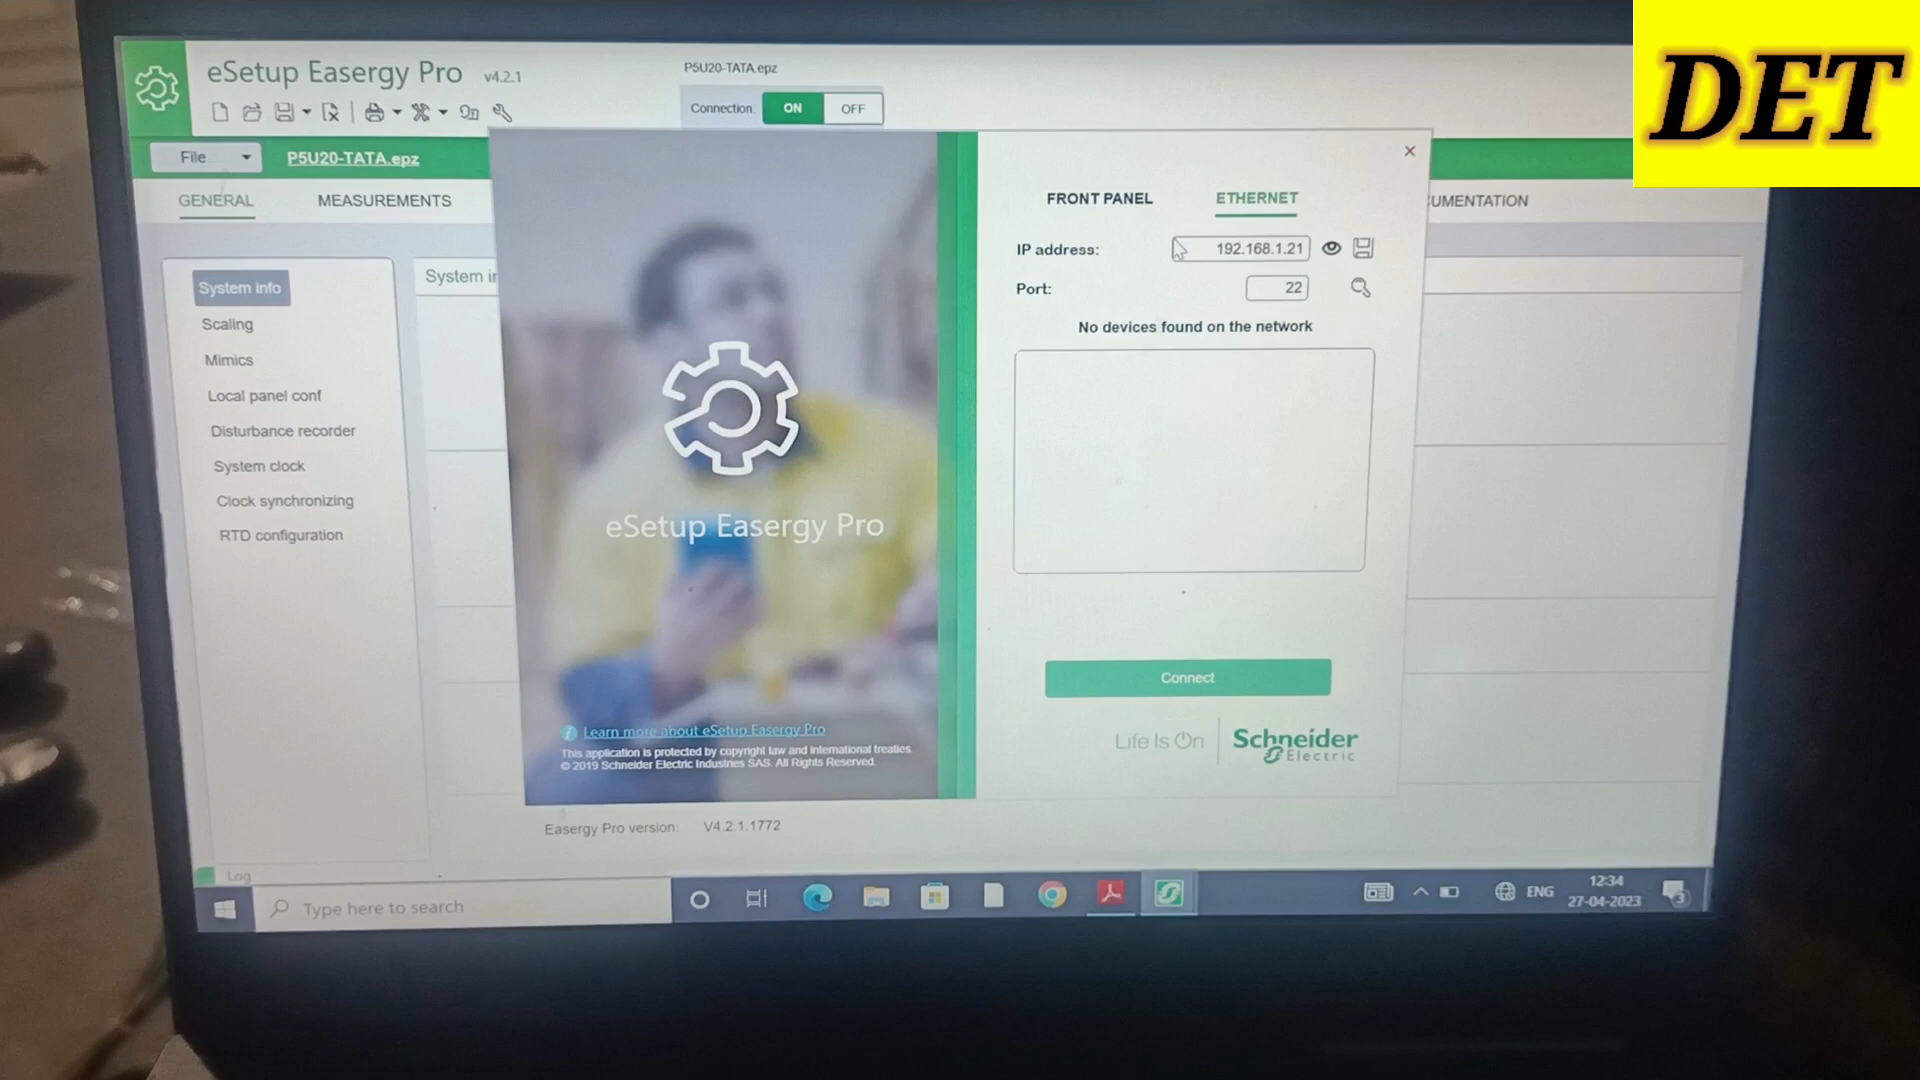 eSetup Easergy Pro v4.2.1
P5U20-TATA.epz
Connection ON OFF
DET
File P5U20-TATA.epz
GENERAL MEASUREMENTS
UMENTATION
System info
Scaling
Mimics
Local panel conf
Disturbance recorder
System clock
Clock synchronizing
RTD configuration
System in
eSetup Easergy Pro
Learn more about eSetup Easergy Pro
This application is protected by copyright law and international treaties.
© 2019 Schneider Electric Industries SAS. All Rights Reserved.
FRONT PANEL ETHERNET
IP address: 192.168.1.21
Port: 22
No devices found on the network
Connect
Life Is On
Schneider
Electric
Easergy Pro version: V4.2.1.1772
Log
Type here to search
ENG
12:34
27-04-2023
3